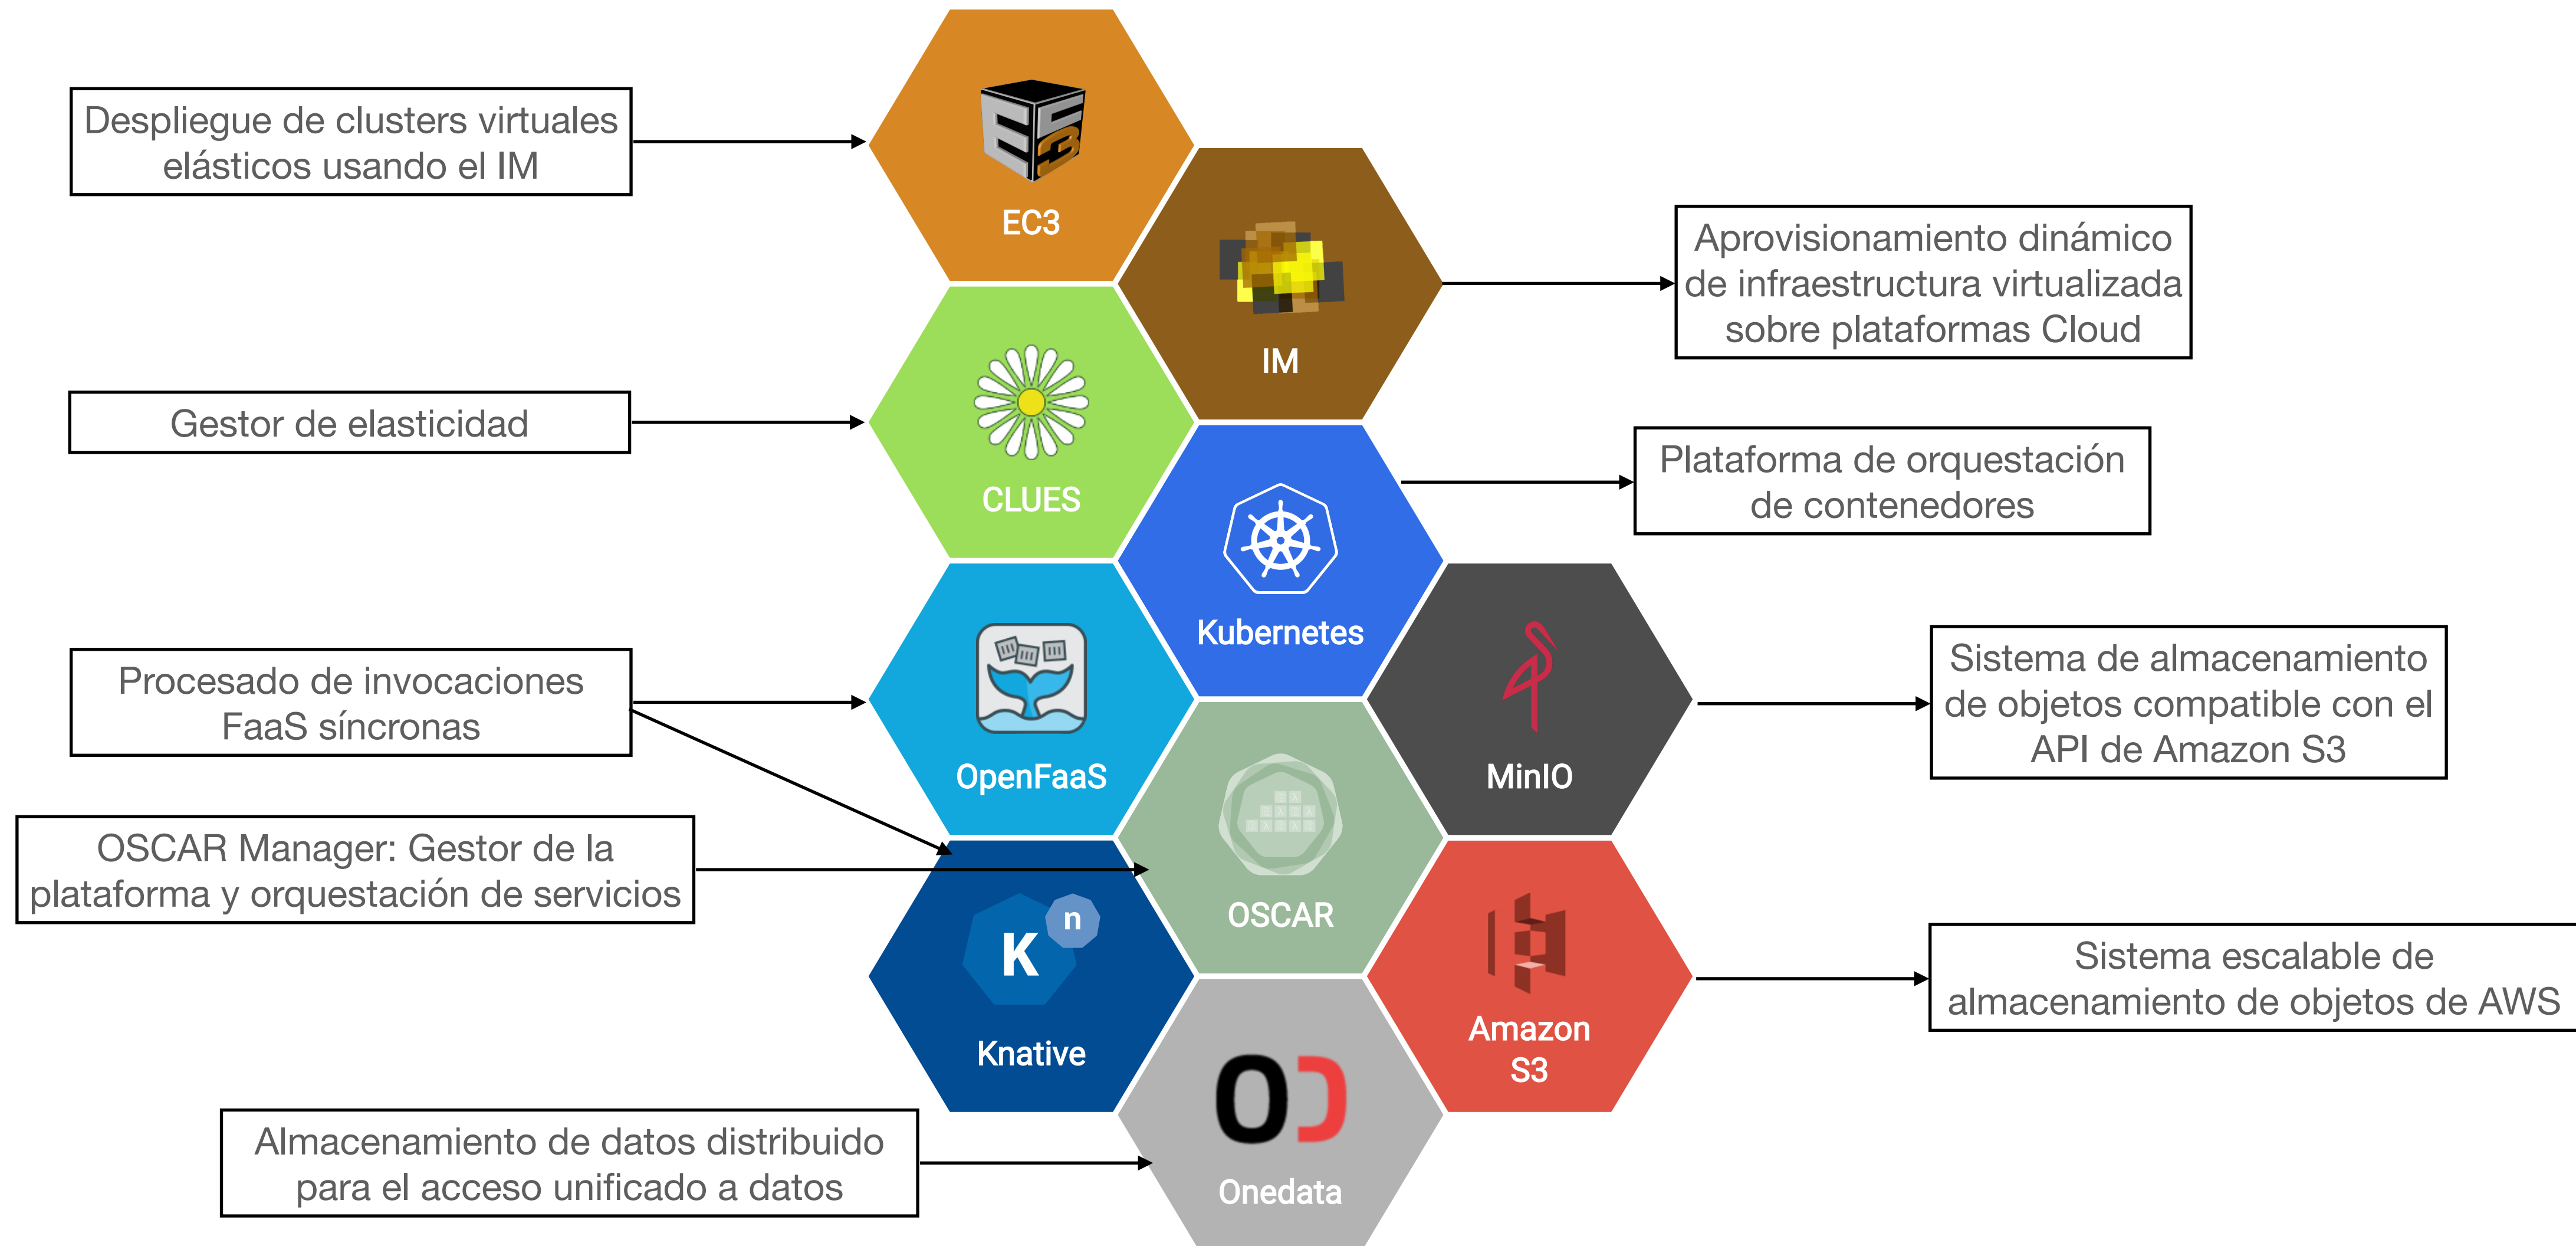 Despliegue de clusters virtuales
elásticos usando el IM
EC3
EC3
Aprovisionamiento dinámico
de infraestructura virtualizada
sobre plataformas Cloud
IM
Gestor de elasticidad
CLUES
Plataforma de orquestación
de contenedores
Kubernetes
Procesado de invocaciones
FaaS síncronas
OpenFaaS
Sistema de almacenamiento
de objetos compatible con el
API de Amazon S3
MinIO
OSCAR Manager: Gestor de la
plataforma y orquestación de servicios
OSCAR
K
n
Knative
Sistema escalable de
almacenamiento de objetos de AWS
Amazon
S3
Almacenamiento de datos distribuido
para el acceso unificado a datos
Onedata